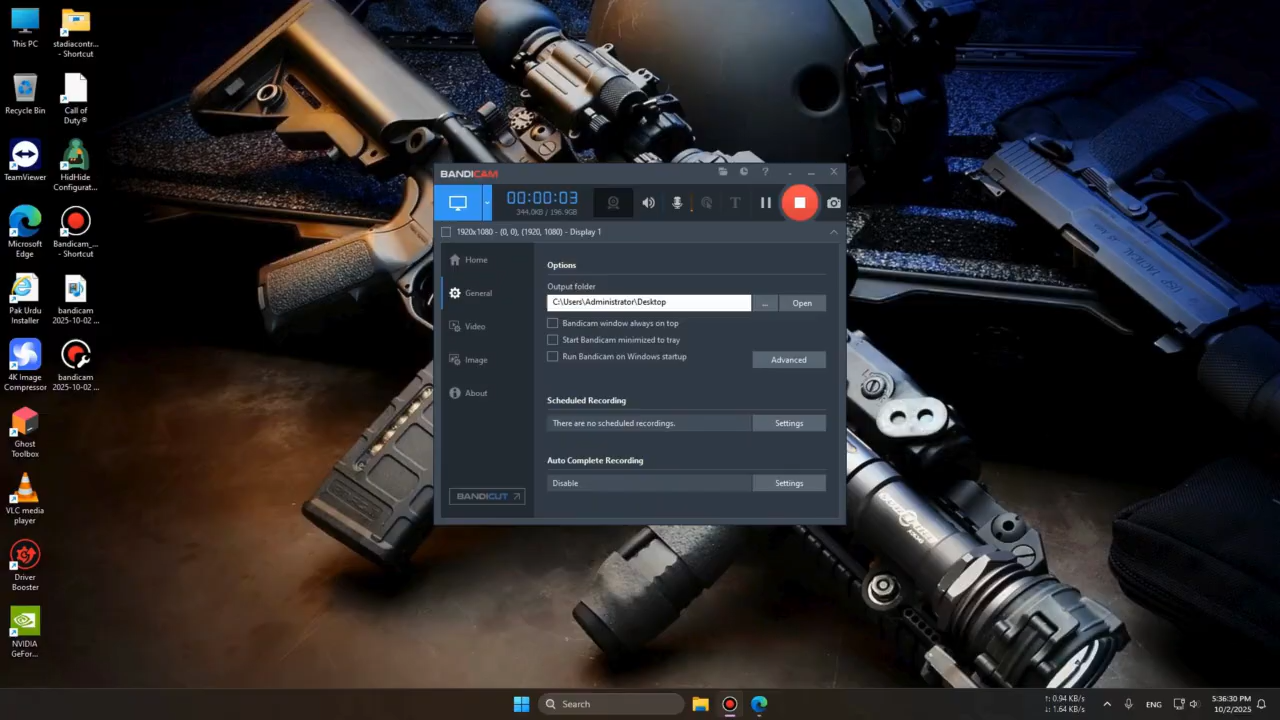 This PC
stadiacontr...
- Shortcut
Recycle Bin
Call of
Duty®
TeamViewer
HidHide
Configurat...
Microsoft
Edge
Bandicam_...
- Shortcut
Pak Urdu
Installer
bandicam
2025-10-02 ...
4K Image
Compressor
bandicam
2025-10-02 ...
Ghost
Toolbox
VLC media
player
Driver
Booster
NVIDIA
GeFor...
BANDICAM
00:00:03
344.0KB / 196.9GB
1920x1080 - (0, 0), (1920, 1080) - Display 1
Home
General
Video
Image
About
BANDICUT
Options
Output folder
C:\Users\Administrator\Desktop
...
Open
Bandicam window always on top
Start Bandicam minimized to tray
Run Bandicam on Windows startup
Advanced
Scheduled Recording
There are no scheduled recordings.
Settings
Auto Complete Recording
Disable
Settings
TACTICAL
Search
↑: 0.94 KB/s
↓: 1.64 KB/s
ENG
5:36:30 PM
10/2/2025